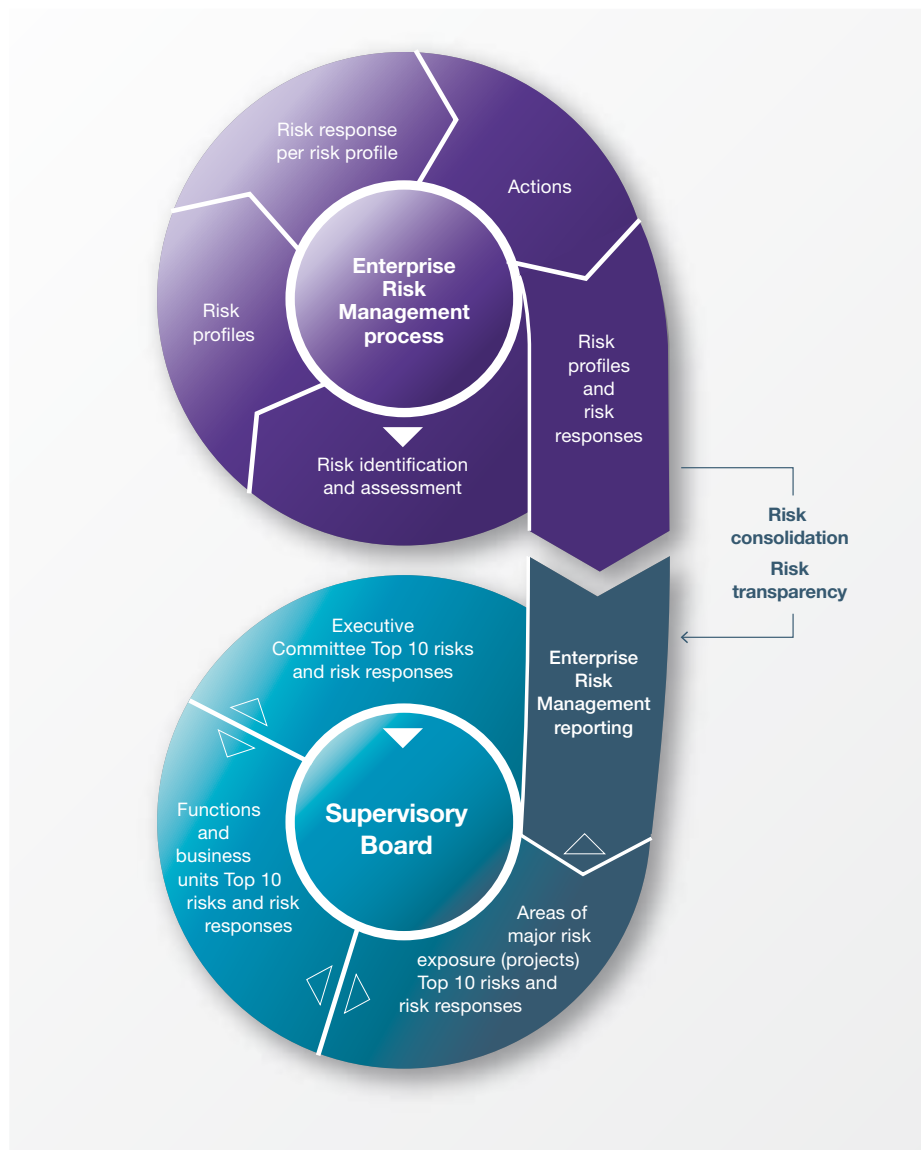 Risk response
per risk profile
Actions
Enterprise
Risk
Management
process
Risk
profiles
Risk
profiles
and
risk
responses
Risk identification
and assessment
Risk
consolidation
Risk
transparency
Executive
Committee Top 10 risks
and risk responses
Enterprise
Risk
Management
reporting
Supervisory
Board
Functions
and
business
units Top 10
risks and risk
responses
Areas of
major risk
exposure (projects)
Top 10 risks and
risk responses